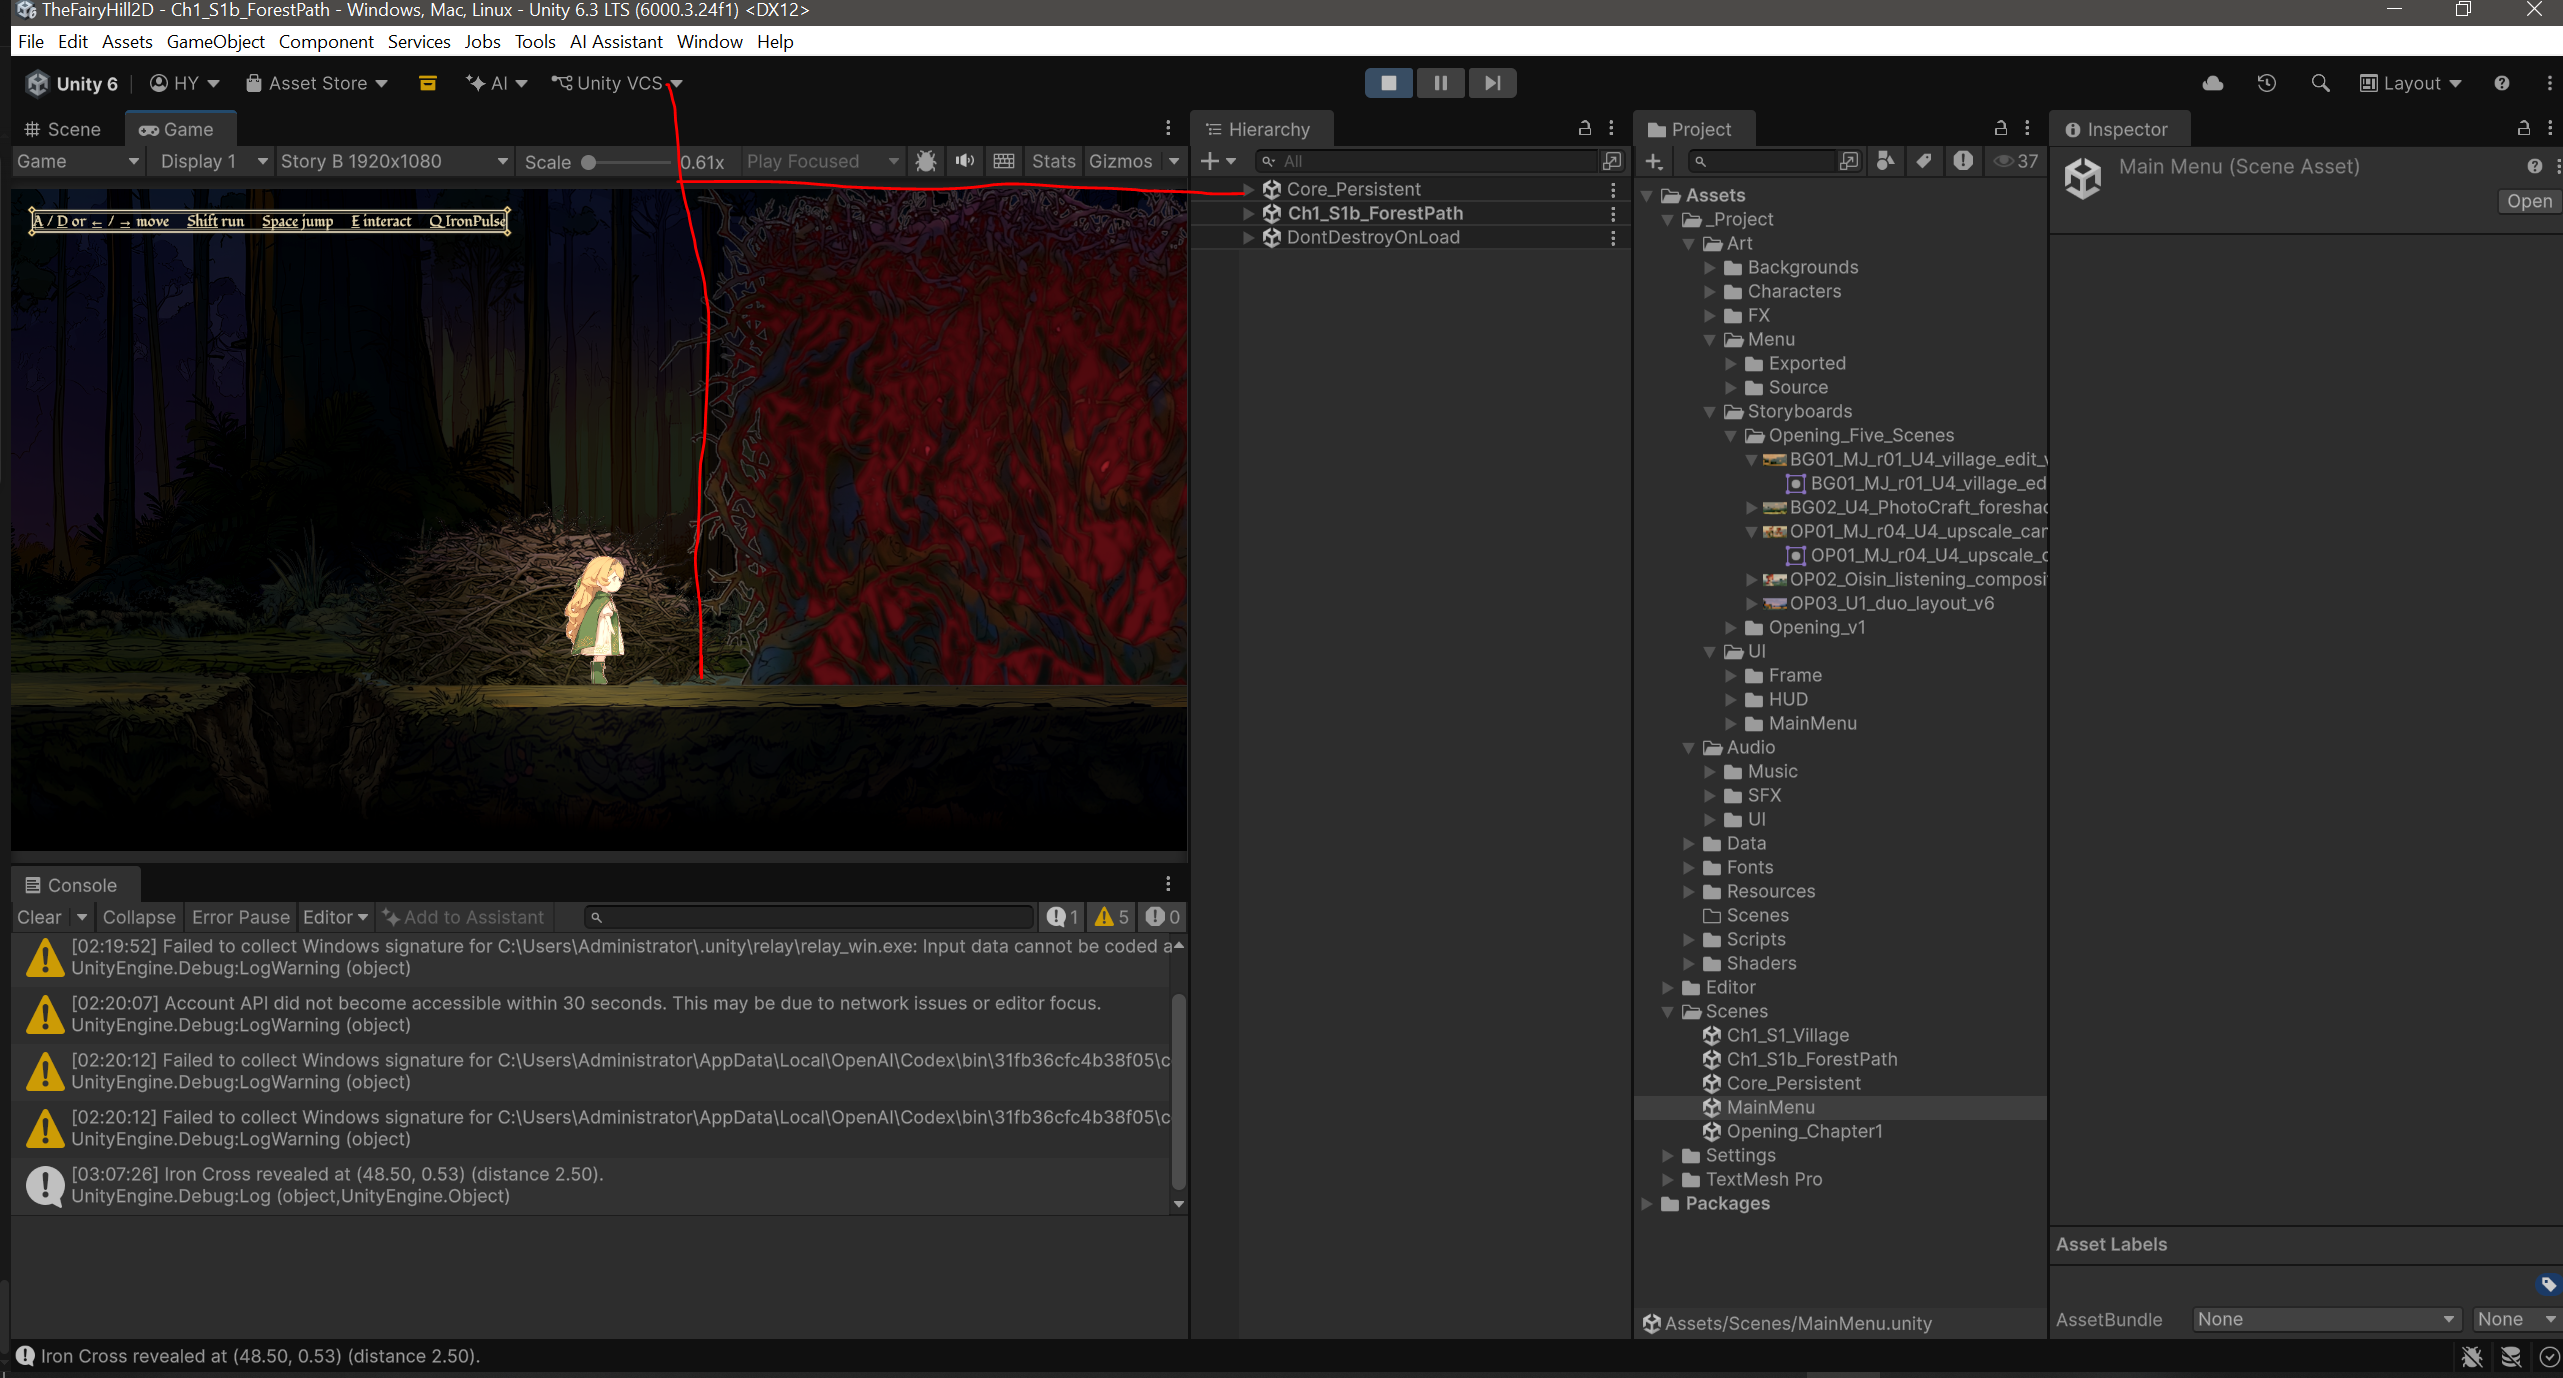 TheFairyHill2D - Ch1_S1b_ForestPath - Windows, Mac, Linux - Unity 6.3 LTS (6000.3.24f1) <DX12>
File Edit Assets GameObject Component Services Jobs Tools AI Assistant Window Help
Unity 6 HY Asset Store AI Unity VCS Layout
Scene Game
Game Display 1 Story B 1920x1080 Scale 0.61x Play Focused Stats Gizmos
A / D or ← / → move Shift run Space jump E interact Q IronPulse
Hierarchy
All
Core_Persistent
Ch1_S1b_ForestPath
DontDestroyOnLoad
Project
37
Assets
_Project
Art
Backgrounds
Characters
FX
Menu
Exported
Source
Storyboards
Opening_Five_Scenes
BG01_MJ_r01_U4_village_edit_
BG01_MJ_r01_U4_village_ed
BG02_U4_PhotoCraft_foresha
OP01_MJ_r04_U4_upscale_car
OP01_MJ_r04_U4_upscale_c
OP02_Oisin_listening_composi
OP03_U1_duo_layout_v6
Opening_v1
UI
Frame
HUD
MainMenu
Audio
Music
SFX
UI
Data
Fonts
Resources
Scenes
Scripts
Shaders
Editor
Scenes
Ch1_S1_Village
Ch1_S1b_ForestPath
Core_Persistent
MainMenu
Opening_Chapter1
Settings
TextMesh Pro
Packages
Assets/Scenes/MainMenu.unity
Inspector
Main Menu (Scene Asset)
Open
Asset Labels
AssetBundle None None
Console
Clear Collapse Error Pause Editor Add to Assistant 1 5 0
[02:19:52] Failed to collect Windows signature for C:\Users\Administrator\.unity\relay\relay_win.exe: Input data cannot be coded a
UnityEngine.Debug:LogWarning (object)
[02:20:07] Account API did not become accessible within 30 seconds. This may be due to network issues or editor focus.
UnityEngine.Debug:LogWarning (object)
[02:20:12] Failed to collect Windows signature for C:\Users\Administrator\AppData\Local\OpenAI\Codex\bin\31fb36cfc4b38f05\c
UnityEngine.Debug:LogWarning (object)
[02:20:12] Failed to collect Windows signature for C:\Users\Administrator\AppData\Local\OpenAI\Codex\bin\31fb36cfc4b38f05\c
UnityEngine.Debug:LogWarning (object)
[03:07:26] Iron Cross revealed at (48.50, 0.53) (distance 2.50).
UnityEngine.Debug:Log (object,UnityEngine.Object)
Iron Cross revealed at (48.50, 0.53) (distance 2.50).